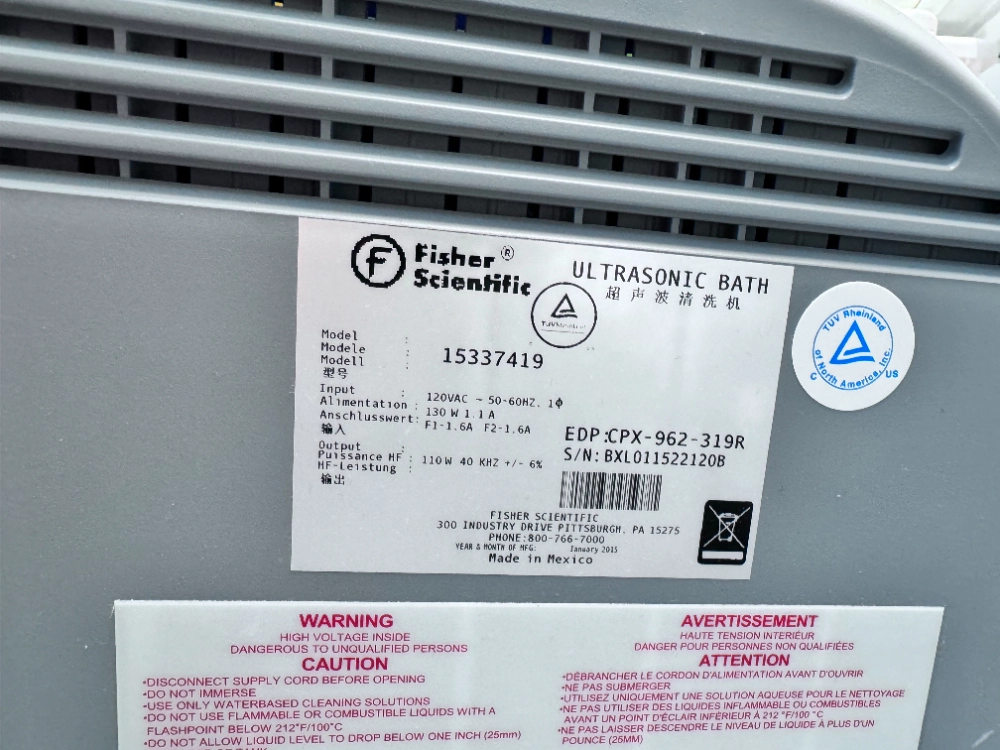 Fisher ®
Scientific
ULTRASONIC BATH
超声波清洗机
TUVRheinland
Model :
Modele :
Modell :
型号
15337419
Input :
Alimentation :
Anschlusswert:
输入
120VAC ~ 50-60HZ. 1Φ
130 W 1.1 A
F1-1.6A F2-1.6A
Output
Puissance HF :
HF-Leistung :
输出
110W 40 KHZ +/- 6%
EDP:CPX-962-319R
S/N: BXL011522120B
FISHER SCIENTIFIC
300 INDUSTRY DRIVE PITTSBURGH, PA 15275
PHONE:800-766-7000
YEAR & MONTH OF MFG: January 2015
Made in Mexico
TUV Rheinland
of North America, Inc.
C US
WARNING
HIGH VOLTAGE INSIDE
DANGEROUS TO UNQUALIFIED PERSONS
CAUTION
•DISCONNECT SUPPLY CORD BEFORE OPENING
•DO NOT IMMERSE
•USE ONLY WATERBASED CLEANING SOLUTIONS
•DO NOT USE FLAMMABLE OR COMBUSTIBLE LIQUIDS WITH A
FLASHPOINT BELOW 212°F/100°C
•DO NOT ALLOW LIQUID LEVEL TO DROP BELOW ONE INCH (25mm)
AVERTISSEMENT
HAUTE TENSION INTERIEUR
DANGER POUR PERSONNES NON QUALIFIÉES
ATTENTION
•DÉBRANCHER LE CORDON D'ALIMENTATION AVANT D'OUVRIR
•NE PAS SUBMERGER
•UTILISEZ UNIQUEMENT UNE SOLUTION AQUEUSE POUR LE NETTOYAGE
•NE PAS UTILISER DES LIQUIDES INFLAMMABLES OU COMBUSTIBLES
AVANT UN POINT D'ÉCLAIR INFÉRIEUR À 212 °F/100 °C
•NE PAS LAISSER DESCENDRE LE NIVEAU DE LIQUIDE À PLUS D'UN
POUNCE (25MM)